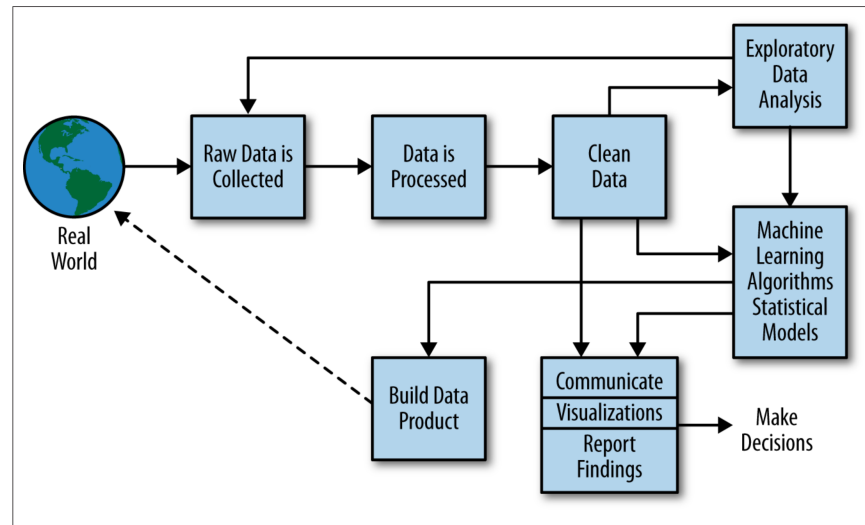 Exploratory
Data
Analysis
Raw Data is
Collected
Data is
Processed
Clean
Data
Real
World
Machine
Learning
Algorithms
Statistical
Models
Build Data
Product
Communicate
Visualizations
Report
Findings
Make
Decisions